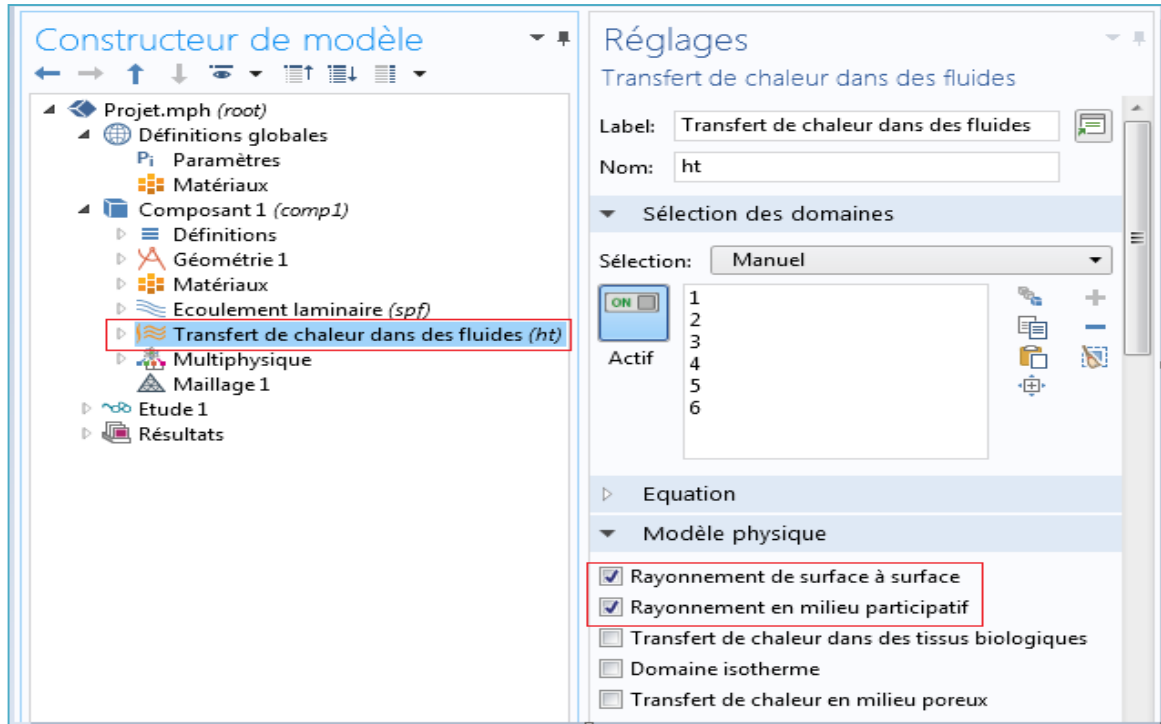 Constructeur de modèle
Projet.mph (root)
Définitions globales
Pi Paramètres
Matériaux
Composant 1 (comp1)
Définitions
Géométrie 1
Matériaux
Ecoulement laminaire (spf)
Transfert de chaleur dans des fluides (ht)
Multiphysique
Maillage 1
Etude 1
Résultats
Réglages
Transfert de chaleur dans des fluides
Label: Transfert de chaleur dans des fluides
Nom: ht
Sélection des domaines
Sélection: Manuel
ON
Actif
1
2
3
4
5
6
Equation
Modèle physique
Rayonnement de surface à surface
Rayonnement en milieu participatif
Transfert de chaleur dans des tissus biologiques
Domaine isotherme
Transfert de chaleur en milieu poreux